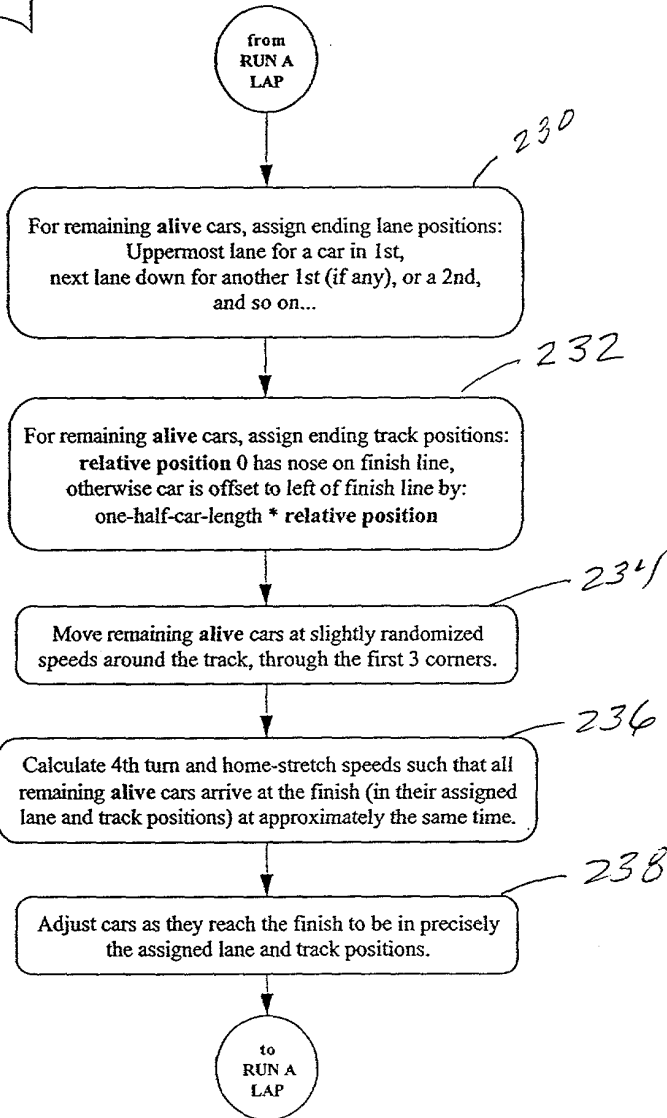 from
RUN A
LAP
230
For remaining alive cars, assign ending lane positions:
Uppermost lane for a car in 1st,
next lane down for another 1st (if any), or a 2nd,
and so on...
232
For remaining alive cars, assign ending track positions:
relative position 0 has nose on finish line,
otherwise car is offset to left of finish line by:
one-half-car-length * relative position
234
Move remaining alive cars at slightly randomized
speeds around the track, through the first 3 corners.
236
Calculate 4th turn and home-stretch speeds such that all
remaining alive cars arrive at the finish (in their assigned
lane and track positions) at approximately the same time.
238
Adjust cars as they reach the finish to be in precisely
the assigned lane and track positions.
to
RUN A
LAP